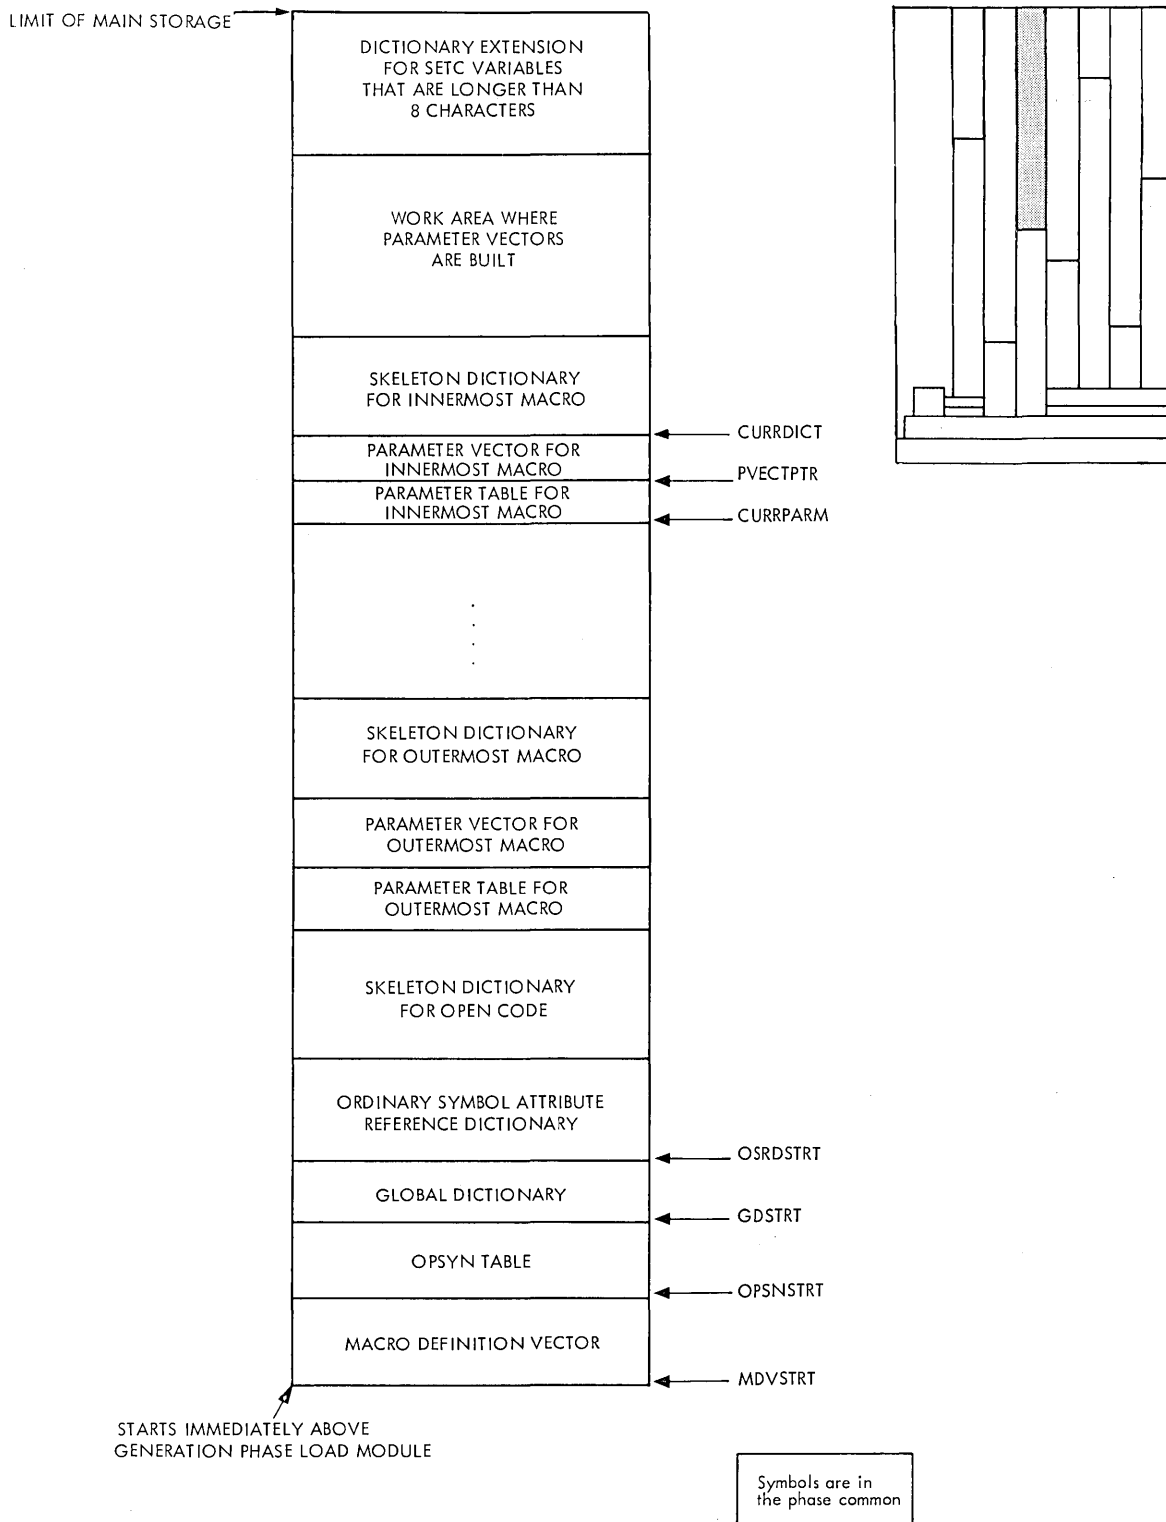 LIMIT OF MAIN STORAGE
DICTIONARY EXTENSION
FOR SETC VARIABLES
THAT ARE LONGER THAN
8 CHARACTERS
WORK AREA WHERE
PARAMETER VECTORS
ARE BUILT
SKELETON DICTIONARY
FOR INNERMOST MACRO
CURRDICT
PARAMETER VECTOR FOR
INNERMOST MACRO
PVECTPTR
PARAMETER TABLE FOR
INNERMOST MACRO
CURRPARM
.
.
.
.
SKELETON DICTIONARY
FOR OUTERMOST MACRO
PARAMETER VECTOR FOR
OUTERMOST MACRO
PARAMETER TABLE FOR
OUTERMOST MACRO
SKELETON DICTIONARY
FOR OPEN CODE
ORDINARY SYMBOL ATTRIBUTE
REFERENCE DICTIONARY
OSRDSTRT
GLOBAL DICTIONARY
GDSTRT
OPSYN TABLE
OPSNSTRT
MACRO DEFINITION VECTOR
MDVSTRT
STARTS IMMEDIATELY ABOVE
GENERATION PHASE LOAD MODULE
Symbols are in
the phase common